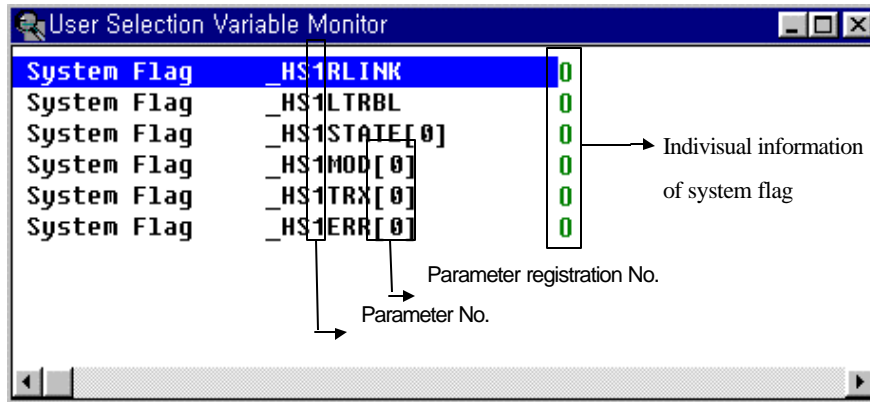 User Selection Variable Monitor
System Flag _HS1RLINK 0
System Flag _HS1LTRBL 0
System Flag _HS1STATE[0] 0
System Flag _HS1MOD[0] 0
System Flag _HS1TRX[0] 0
System Flag _HS1ERR[0] 0
Indivisual information
of system flag
Parameter registration No.
Parameter No.